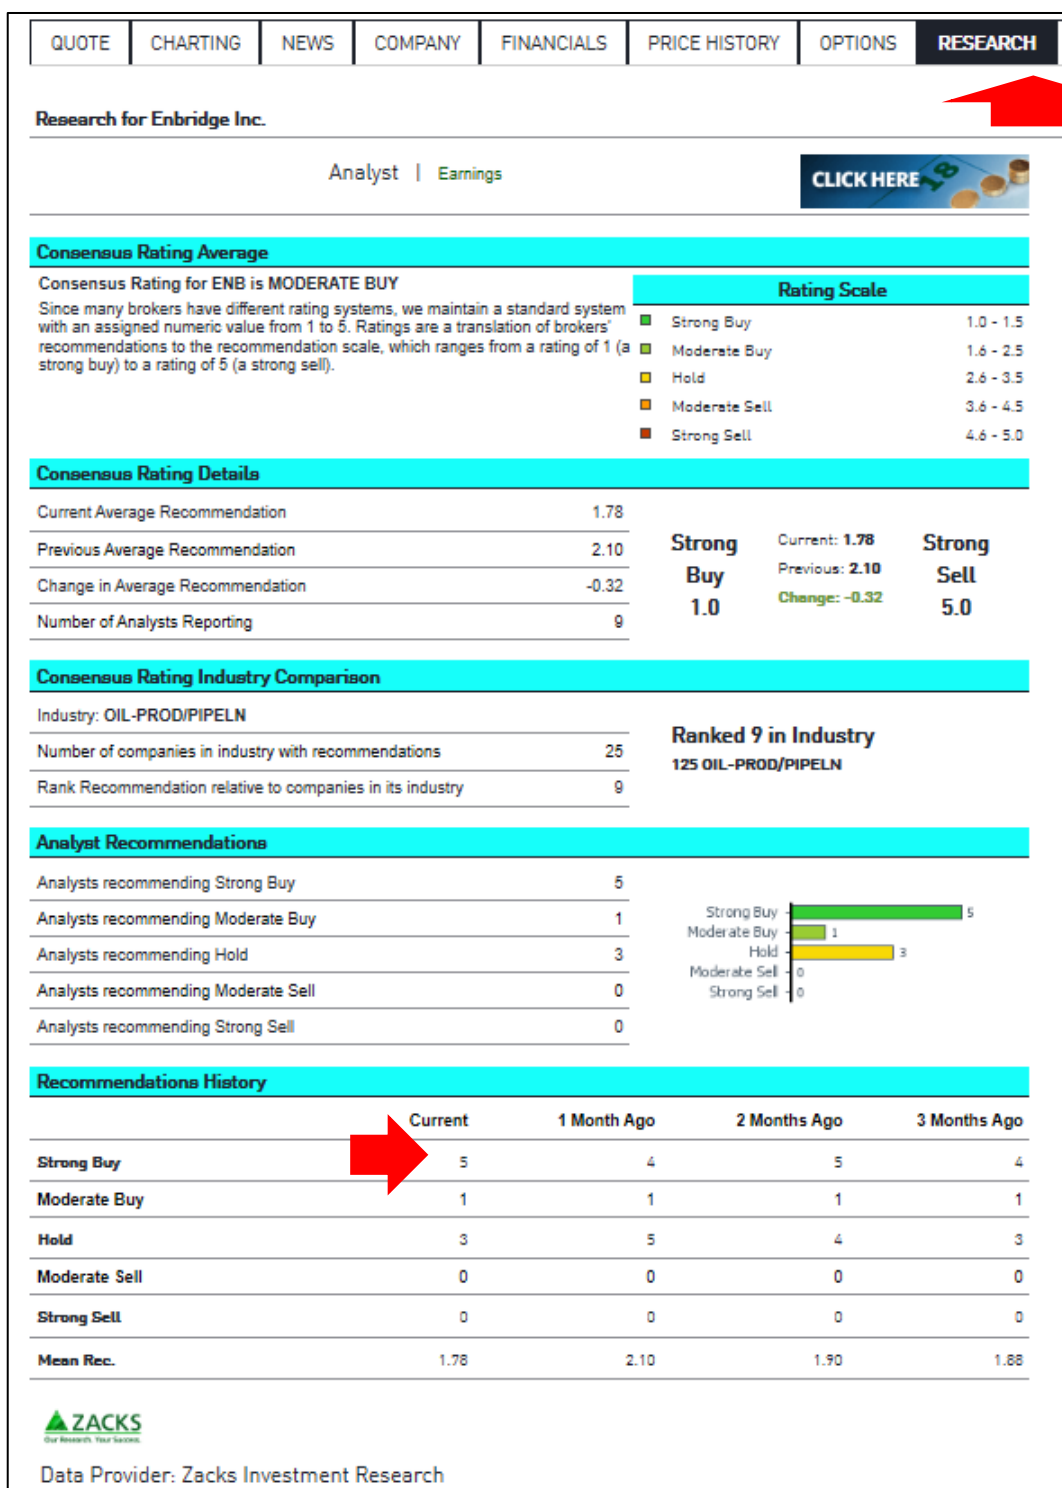 QUOTE CHARTING NEWS COMPANY FINANCIALS PRICE HISTORY OPTIONS RESEARCH
Research for Enbridge Inc.
Analyst | Earnings
CLICK HERE 18
Consensus Rating Average
Consensus Rating for ENB is MODERATE BUY
Since many brokers have different rating systems, we maintain a standard system
with an assigned numeric value from 1 to 5. Ratings are a translation of brokers'
recommendations to the recommendation scale, which ranges from a rating of 1 (a
strong buy) to a rating of 5 (a strong sell).
Rating Scale
Strong Buy 1.0 - 1.5
Moderate Buy 1.6 - 2.5
Hold 2.6 - 3.5
Moderate Sell 3.6 - 4.5
Strong Sell 4.6 - 5.0
Consensus Rating Details
Current Average Recommendation 1.78
Previous Average Recommendation 2.10
Change in Average Recommendation -0.32
Number of Analysts Reporting 9
Strong
Buy
1.0
Current: 1.78
Previous: 2.10
Change: -0.32
Strong
Sell
5.0
Consensus Rating Industry Comparison
Industry: OIL-PROD/PIPELN
Number of companies in industry with recommendations 25
Rank Recommendation relative to companies in its industry 9
Ranked 9 in Industry
125 OIL-PROD/PIPELN
Analyst Recommendations
Analysts recommending Strong Buy 5
Analysts recommending Moderate Buy 1
Analysts recommending Hold 3
Analysts recommending Moderate Sell 0
Analysts recommending Strong Sell 0
Strong Buy 5
Moderate Buy 1
Hold 3
Moderate Sell 0
Strong Sell 0
Recommendations History
Current 1 Month Ago 2 Months Ago 3 Months Ago
Strong Buy 5 4 5 4
Moderate Buy 1 1 1 1
Hold 3 5 4 3
Moderate Sell 0 0 0 0
Strong Sell 0 0 0 0
Mean Rec. 1.78 2.10 1.90 1.88
ZACKS
Our Research. Your Success.
Data Provider: Zacks Investment Research